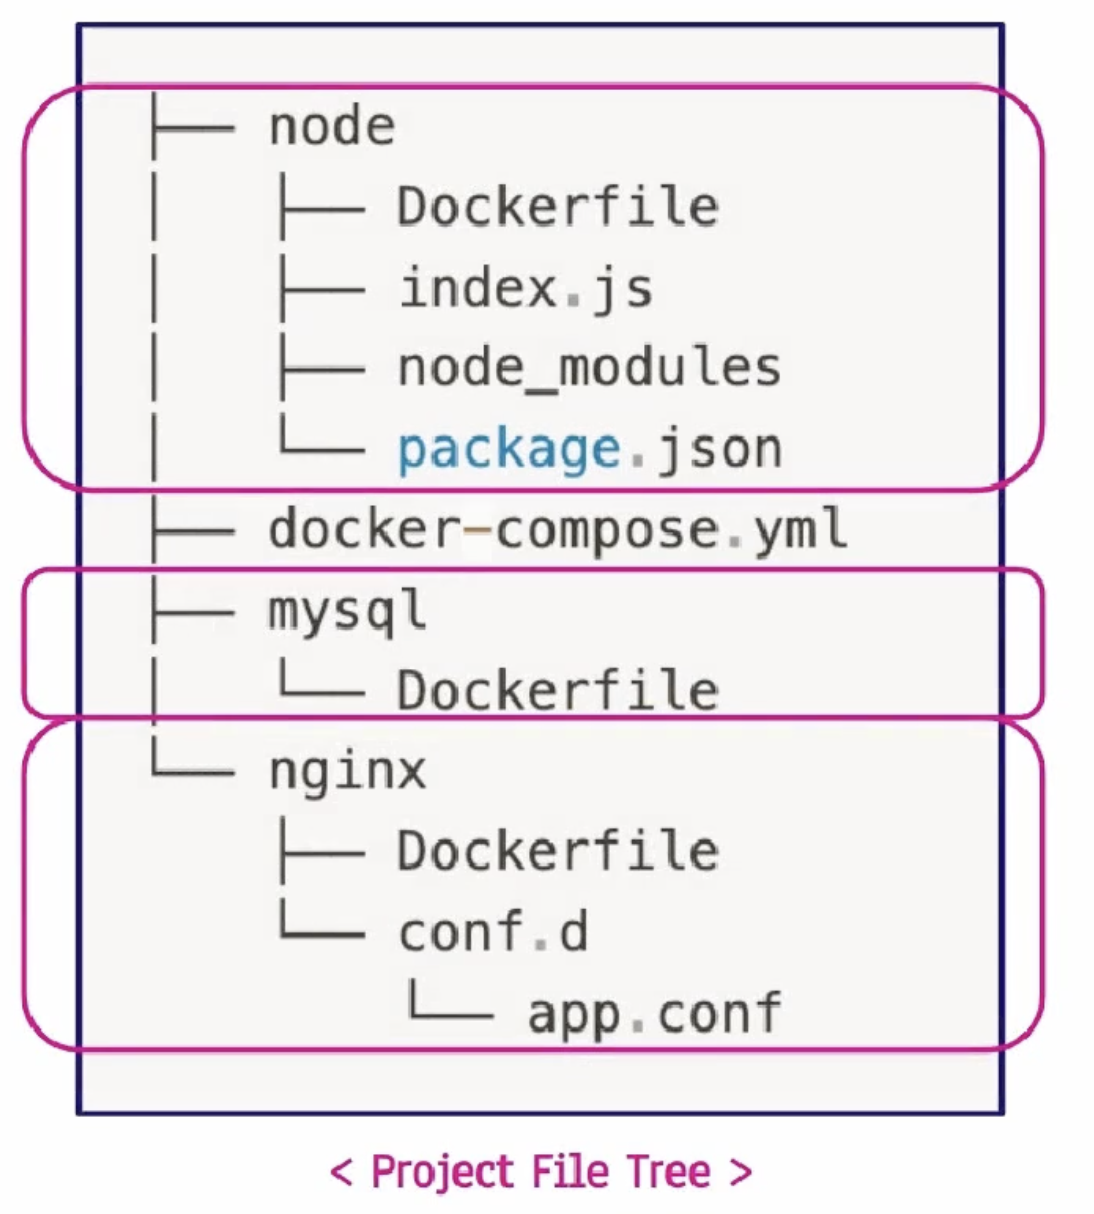 ├── node
│   ├── Dockerfile
│   ├── index.js
│   ├── node_modules
│   └── package.json
├── docker-compose.yml
├── mysql
│   └── Dockerfile
└── nginx
    ├── Dockerfile
    └── conf.d
        └── app.conf
< Project File Tree >